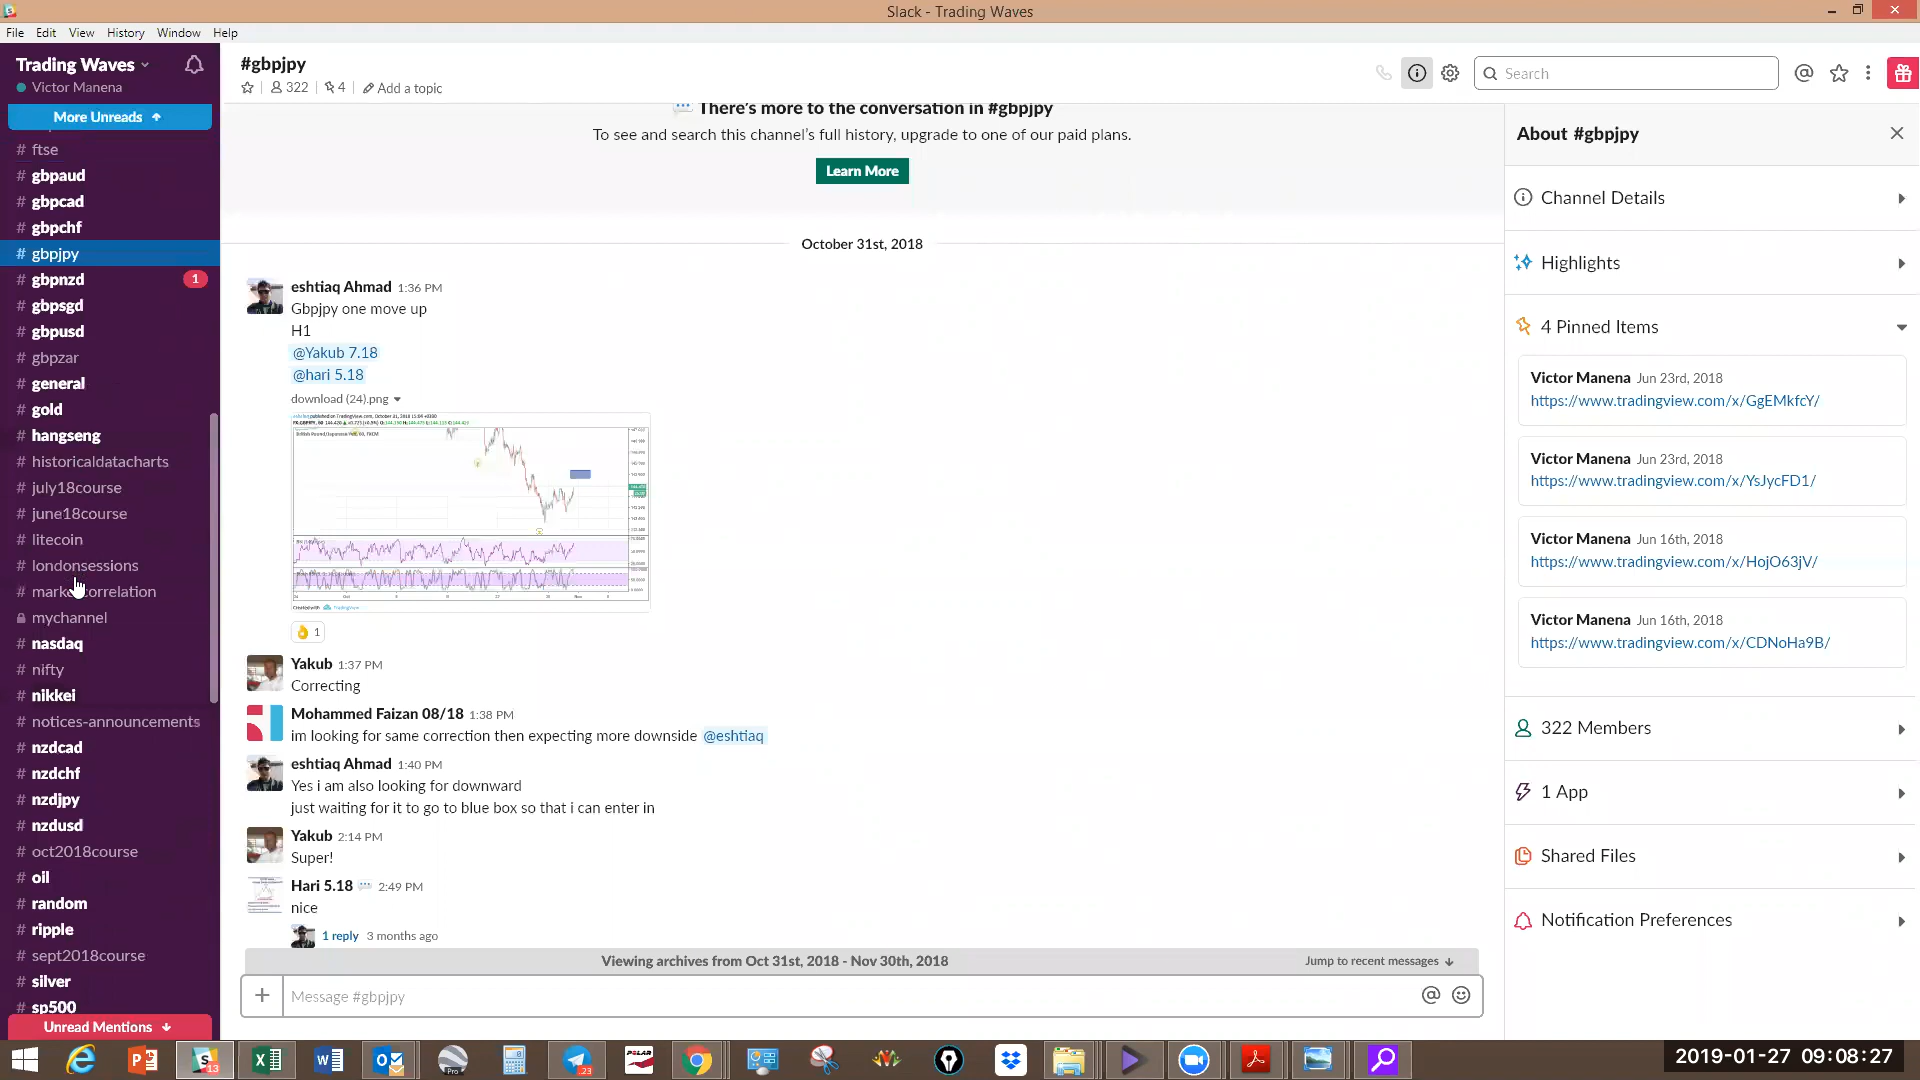 Slack - Trading Waves
File Edit View History Window Help
Trading Waves
Victor Manena
More Unreads ↑
# ftse
# gbpaud
# gbpcad
# gbpchf
# gbpjpy
# gbpnzd 1
# gbpsgd
# gbpusd
# gbpzar
# general
# gold
# hangseng
# historicaldatacharts
# july18course
# june18course
# litecoin
# londonsessions
mychannel
# nasdaq
# nifty
# nikkei
# notices-announcements
# nzdcad
# nzdchf
# nzdjpy
# nzdusd
# oct2018course
# oil
# random
# ripple
# sept2018course
# silver
# sp500
Unread Mentions ↓
#gbpjpy
322 4 Add a topic
Search
There's more to the conversation in #gbpjpy
To see and search this channel's full history, upgrade to one of our paid plans.
Learn More
October 31st, 2018
eshtiaq Ahmad 1:36 PM
Gbpjpy one move up
H1
@Yakub 7.18
@hari 5.18
download (24).png
1
Yakub 1:37 PM
Correcting
Mohammed Faizan 08/18 1:38 PM
im looking for same correction then expecting more downside @eshtiaq
eshtiaq Ahmad 1:40 PM
Yes i am also looking for downward
just waiting for it to go to blue box so that i can enter in
Yakub 2:14 PM
Super!
Hari 5.18 2:49 PM
nice
1 reply 3 months ago
Viewing archives from Oct 31st, 2018 - Nov 30th, 2018
Jump to recent messages ↓
Message #gbpjpy
About #gbpjpy
Channel Details
Highlights
4 Pinned Items
Victor Manena Jun 23rd, 2018
https://www.tradingview.com/x/GgEMkfcY/
Victor Manena Jun 23rd, 2018
https://www.tradingview.com/x/YsJycFD1/
Victor Manena Jun 16th, 2018
https://www.tradingview.com/x/HojO63jV/
Victor Manena Jun 16th, 2018
https://www.tradingview.com/x/CDNoHa9B/
322 Members
1 App
Shared Files
Notification Preferences
2019-01-27 09:08:27